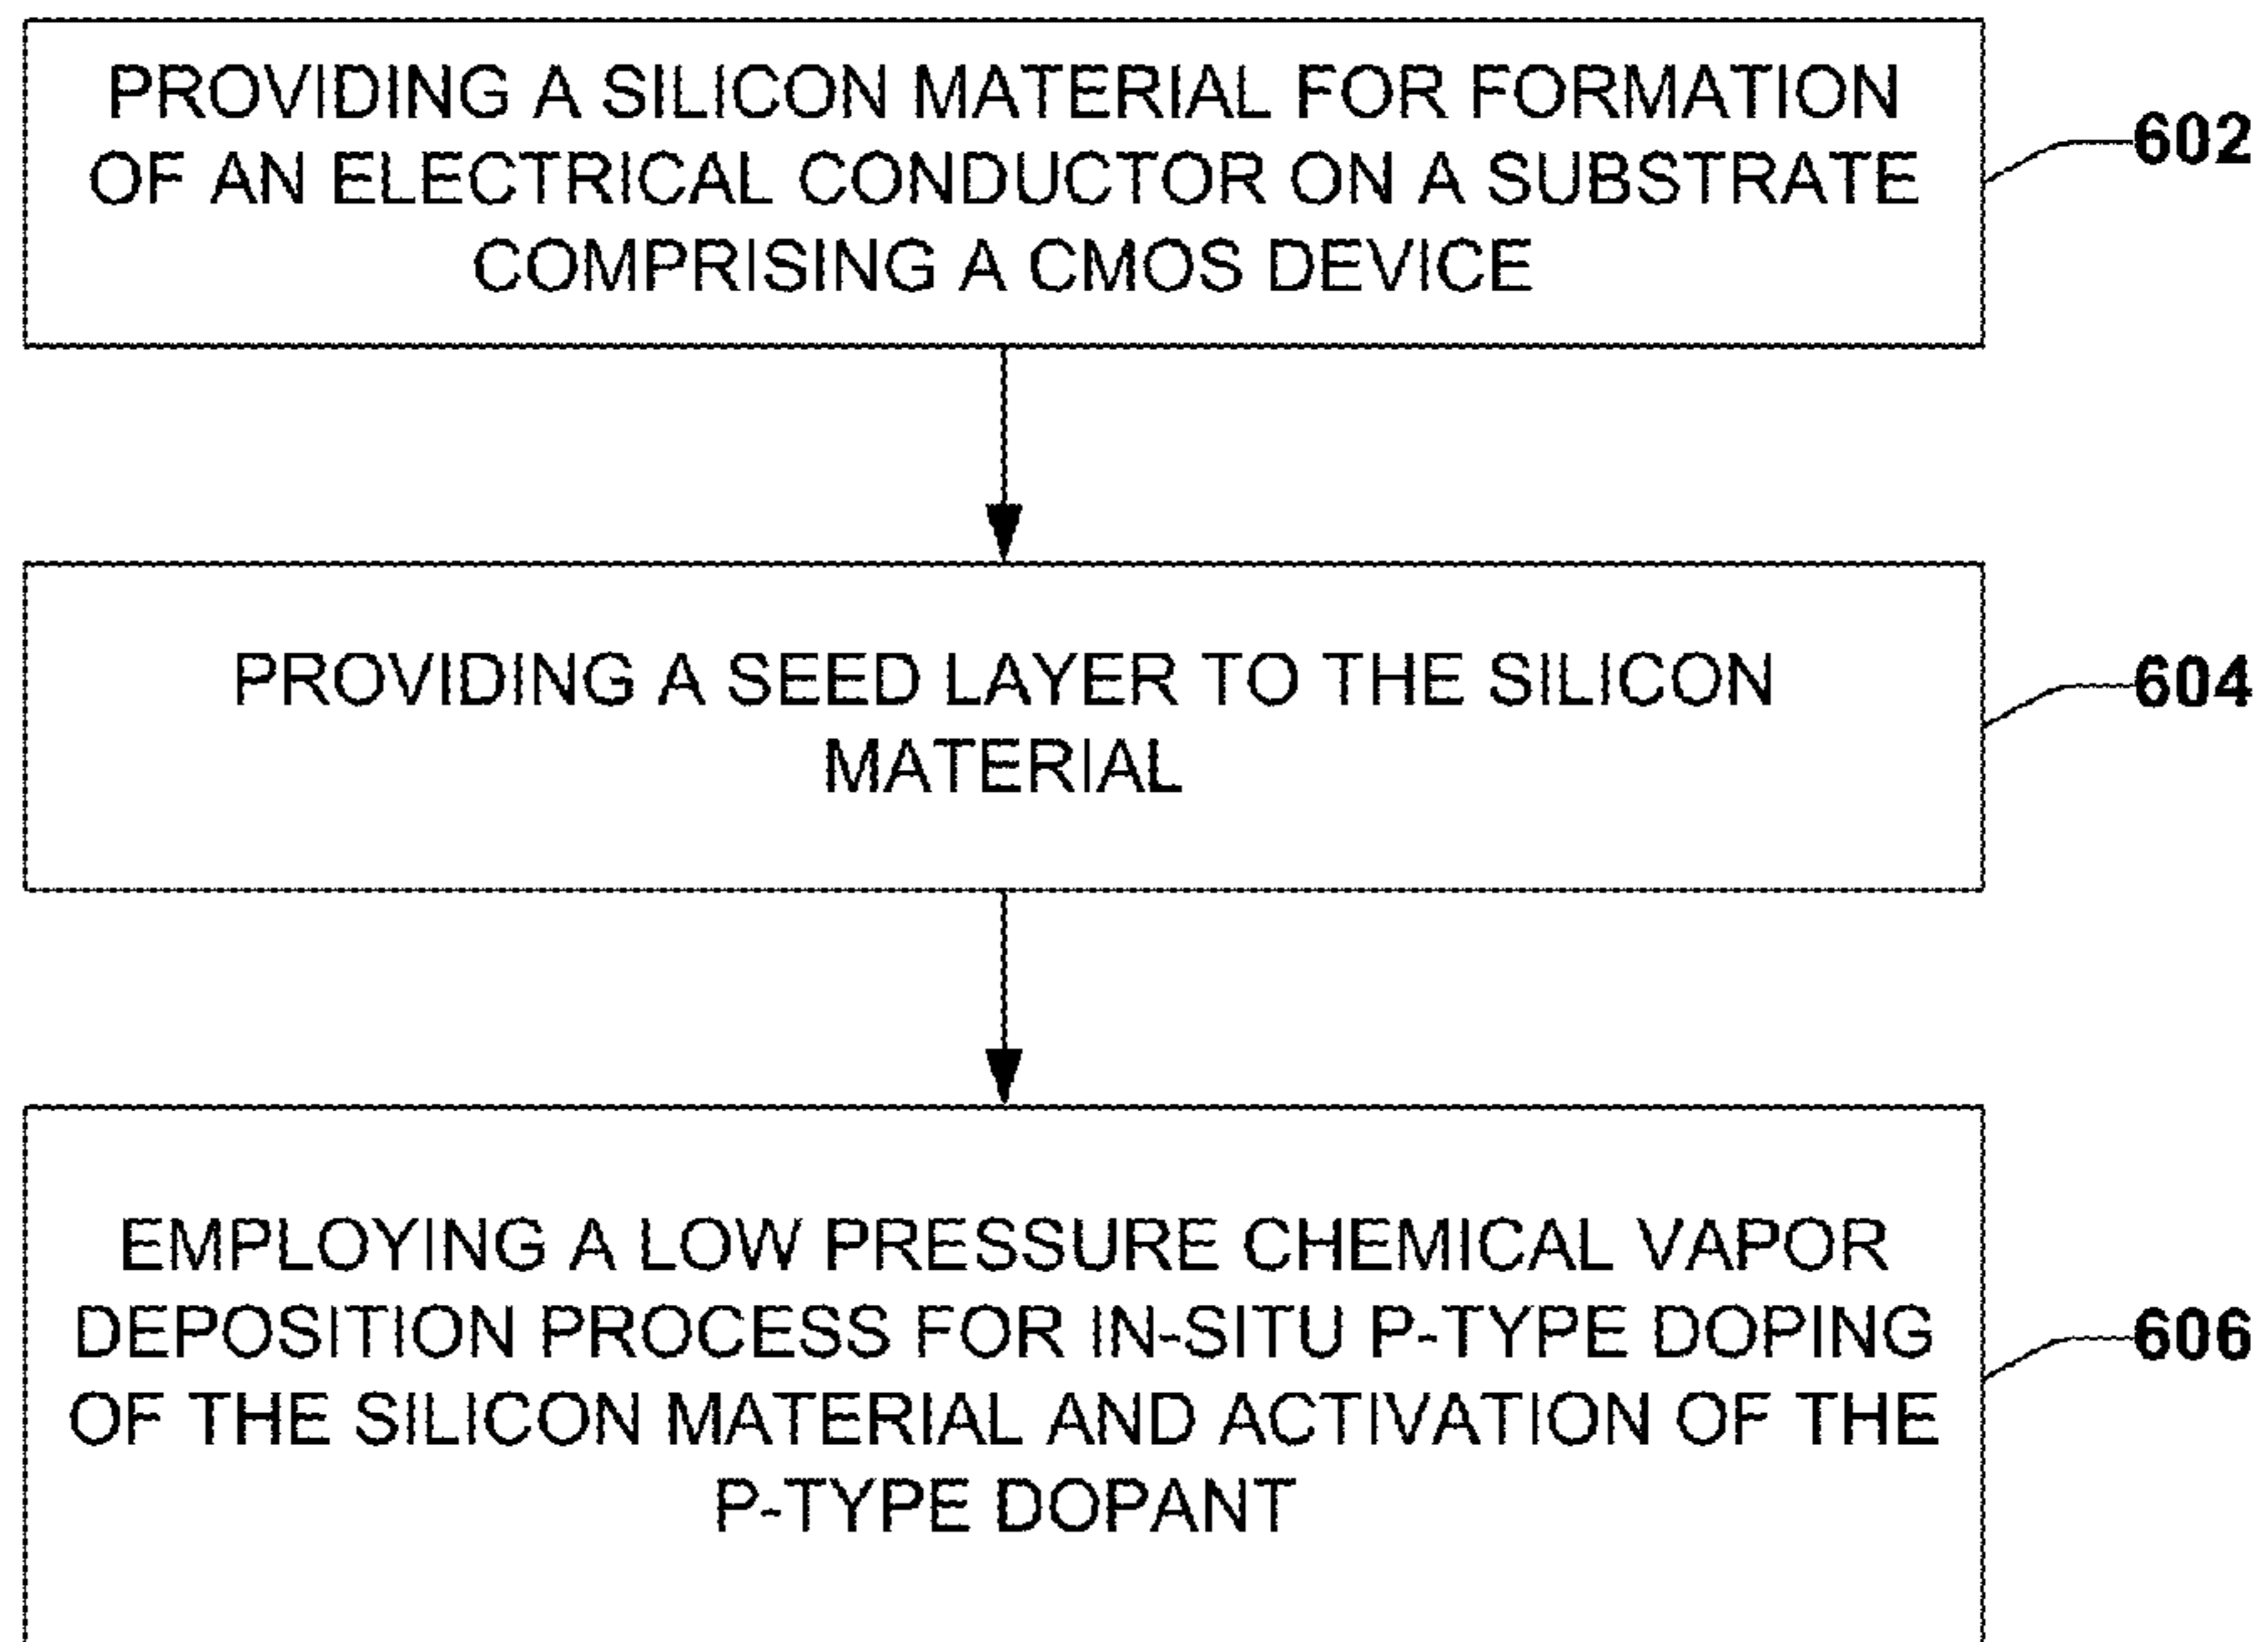 PROVIDING A SILICON MATERIAL FOR FORMATION
OF AN ELECTRICAL CONDUCTOR ON A SUBSTRATE
COMPRISING A CMOS DEVICE
602
PROVIDING A SEED LAYER TO THE SILICON
MATERIAL
604
EMPLOYING A LOW PRESSURE CHEMICAL VAPOR
DEPOSITION PROCESS FOR IN-SITU P-TYPE DOPING
OF THE SILICON MATERIAL AND ACTIVATION OF THE
P-TYPE DOPANT
606